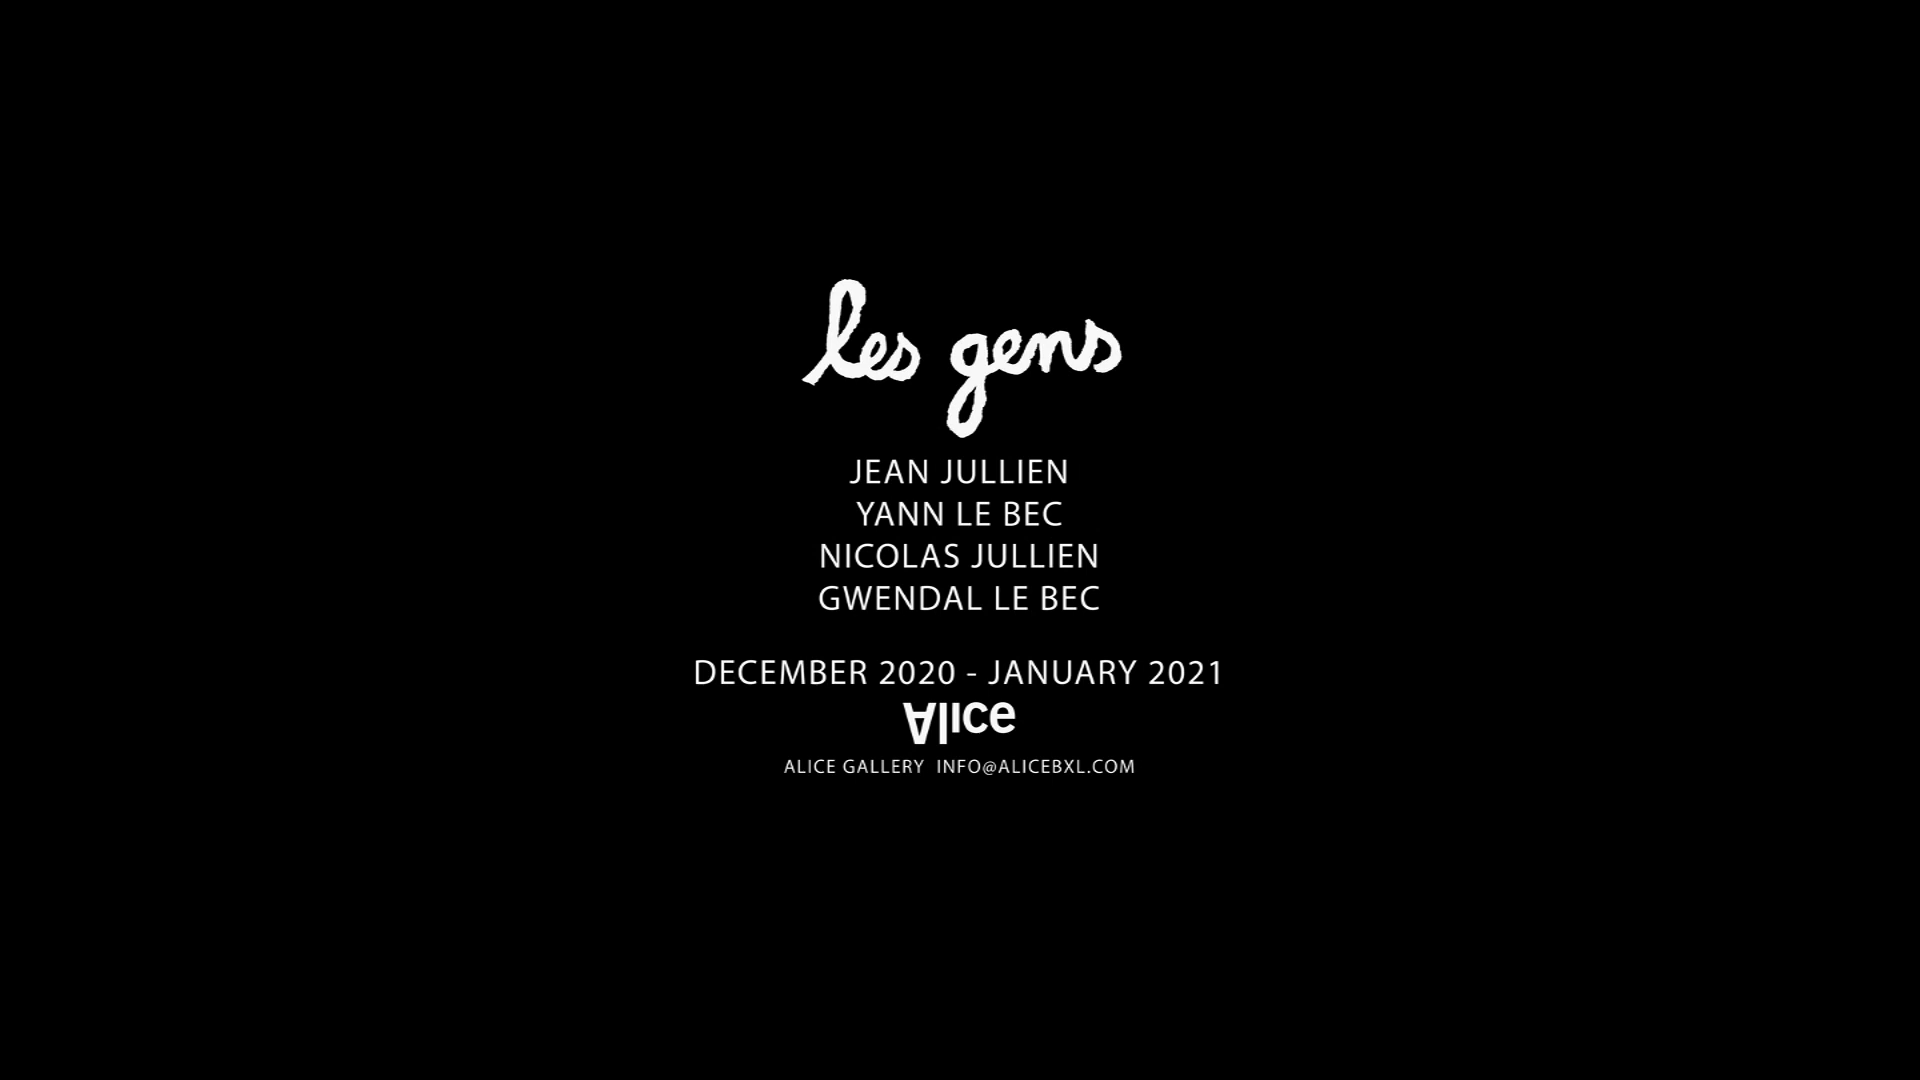 les gens
JEAN JULLIEN
YANN LE BEC
NICOLAS JULLIEN
GWENDAL LE BEC
DECEMBER 2020 - JANUARY 2021
Alice
ALICE GALLERY INFO@ALICEBXL.COM